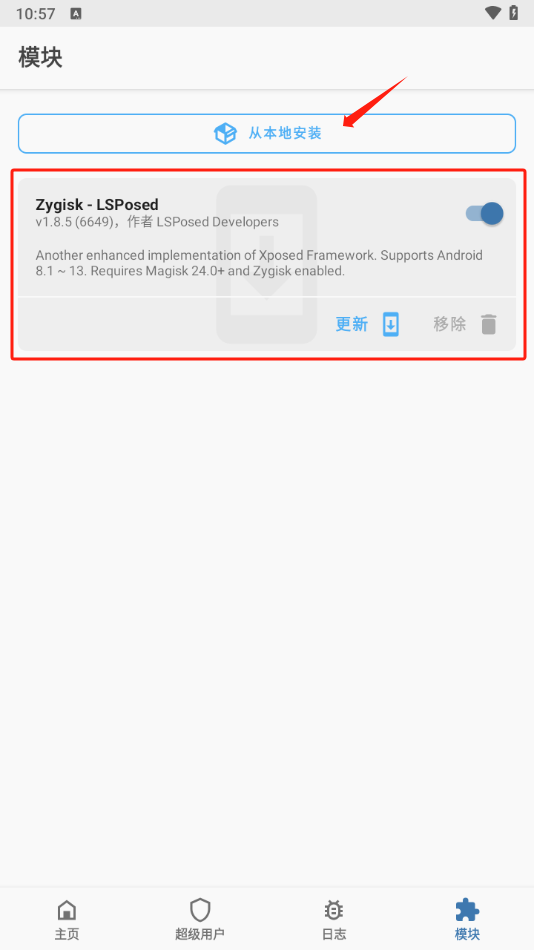 10:57
模块
从本地安装
Zygisk - LSPosed
v1.8.5 (6649)，作者 LSPosed Developers
Another enhanced implementation of Xposed Framework. Supports Android
8.1 ~ 13. Requires Magisk 24.0+ and Zygisk enabled.
更新 移除
主页 超级用户 日志 模块